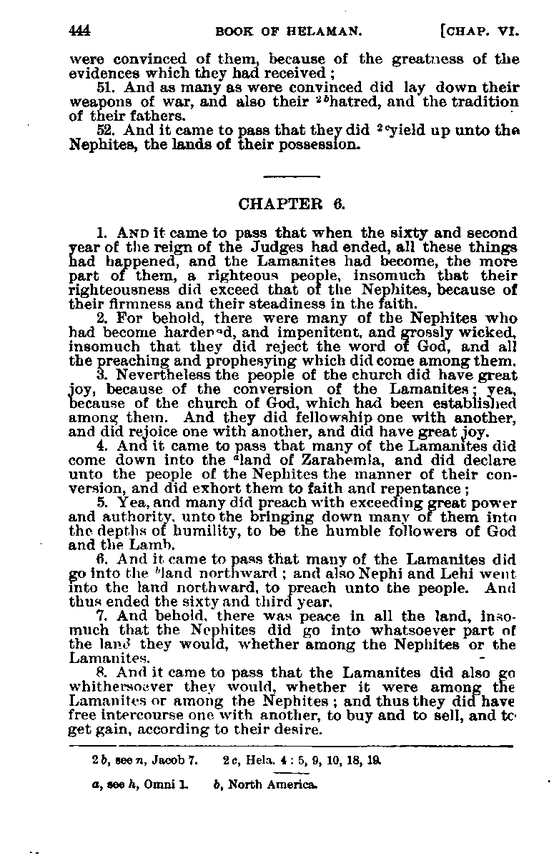 444 BOOK OF HELAMAN. [CHAP. VI.
were convinced of them, because of the greatness of the
evidences which they had received ;
51. And as many as were convinced did lay down their
weapons of war, and also their ²ᵇhatred, and the tradition
of their fathers.
52. And it came to pass that they did ²ᶜyield up unto the
Nephites, the lands of their possession.
CHAPTER 6.
1. AND it came to pass that when the sixty and second
year of the reign of the Judges had ended, all these things
had happened, and the Lamanites had become, the more
part of them, a righteous people, insomuch that their
righteousness did exceed that of the Nephites, because of
their firmness and their steadiness in the faith.
2. For behold, there were many of the Nephites who
had become hardened, and impenitent, and grossly wicked,
insomuch that they did reject the word of God, and all
the preaching and prophesying which did come among them.
3. Nevertheless the people of the church did have great
joy, because of the conversion of the Lamanites ; yea,
because of the church of God, which had been established
among them. And they did fellowship one with another,
and did rejoice one with another, and did have great joy.
4. And it came to pass that many of the Lamanites did
come down into the ᵃland of Zarahemla, and did declare
unto the people of the Nephites the manner of their con-
version, and did exhort them to faith and repentance ;
5. Yea, and many did preach with exceeding great power
and authority, unto the bringing down many of them into
the depths of humility, to be the humble followers of God
and the Lamb.
6. And it came to pass that many of the Lamanites did
go into the ᵇland northward ; and also Nephi and Lehi went
into the land northward, to preach unto the people. And
thus ended the sixty and third year.
7. And behold, there was peace in all the land, inso-
much that the Nephites did go into whatsoever part of
the land they would, whether among the Nephites or the
Lamanites.
8. And it came to pass that the Lamanites did also go
whithersoever they would, whether it were among the
Lamanites or among the Nephites ; and thus they did have
free intercourse one with another, to buy and to sell, and to
get gain, according to their desire.
2 b, see n, Jacob 7. 2 c, Hela. 4 : 5, 9, 10, 18, 19.
a, see h, Omni 1. b, North America.